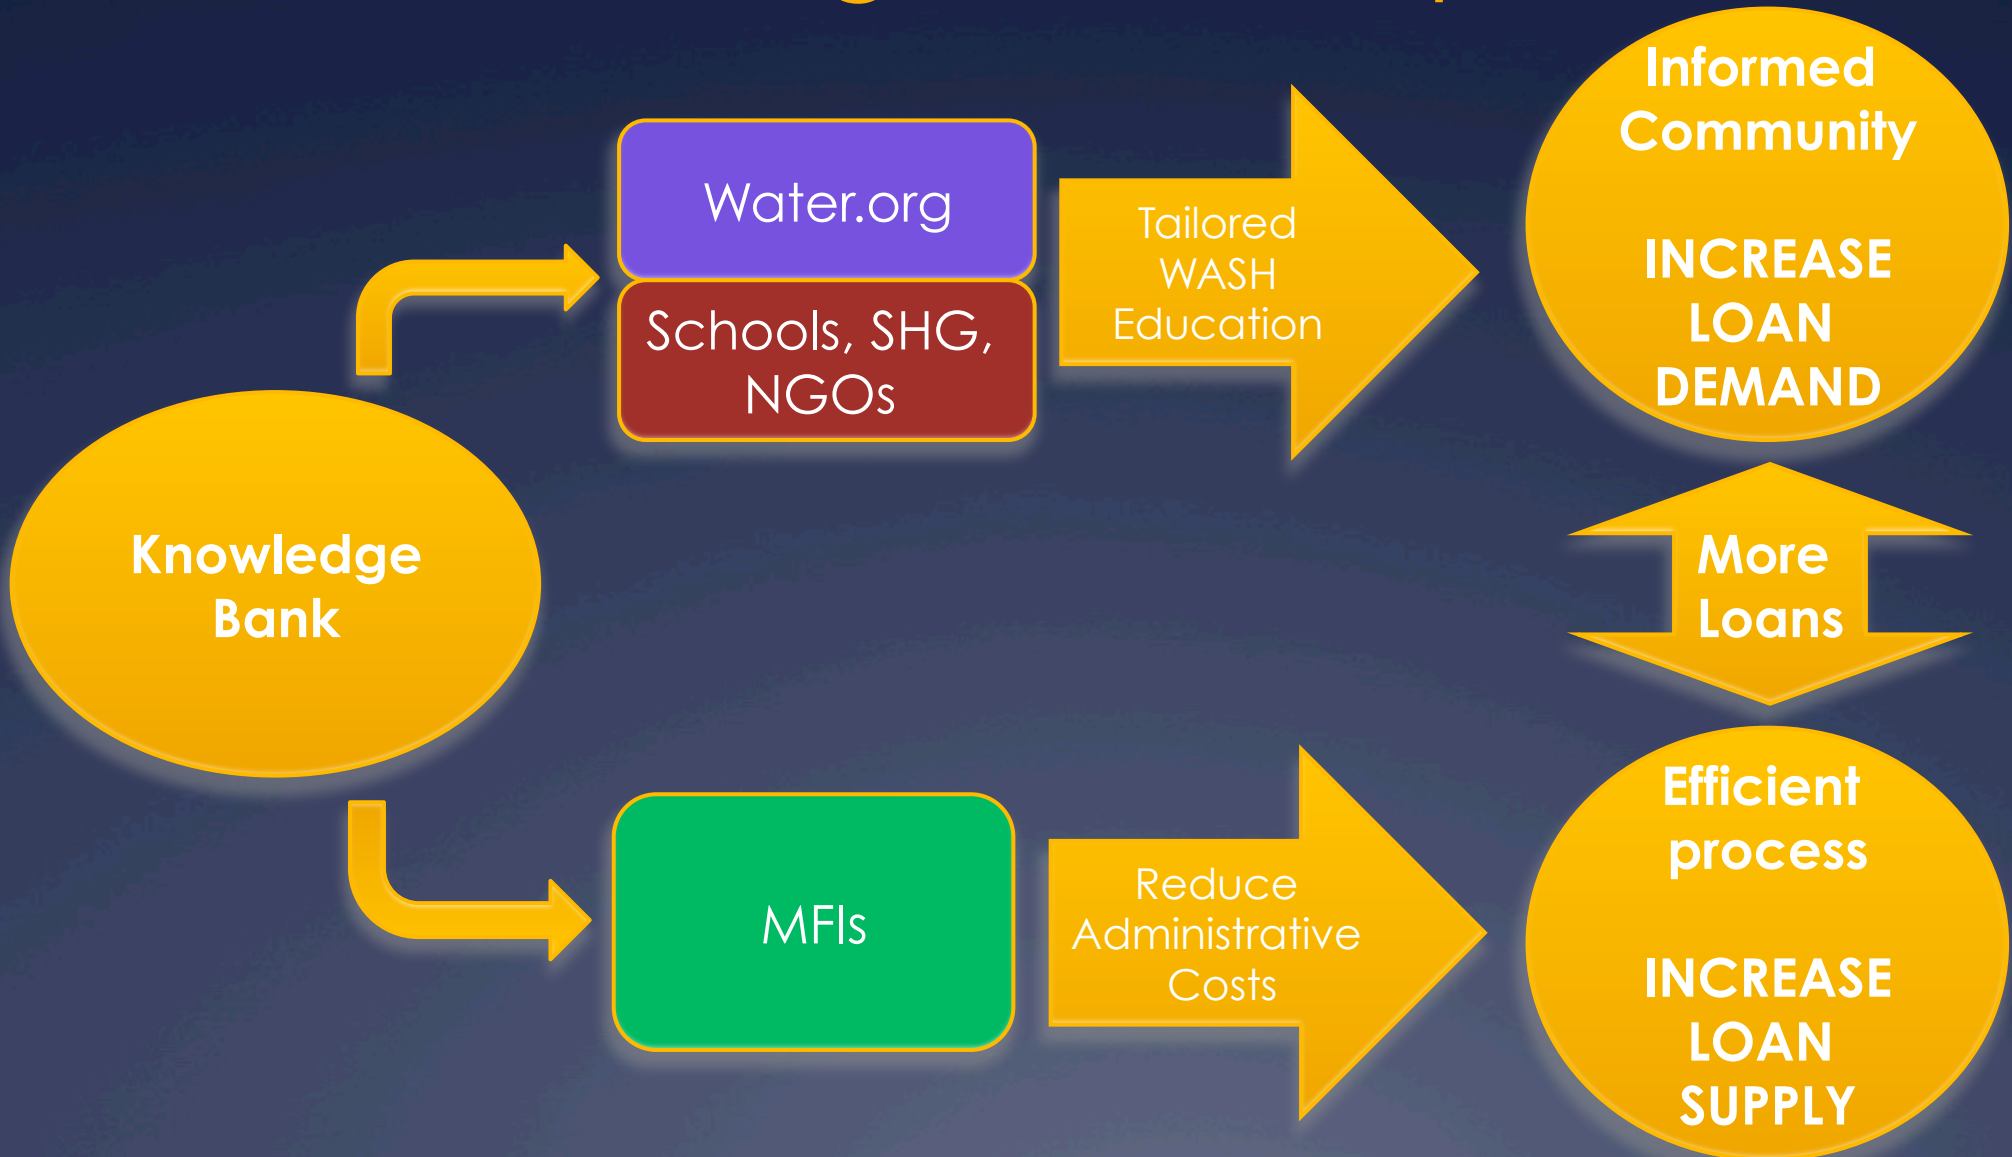 Knowledge
Bank
Water.org
Schools, SHG,
NGOs
Tailored
WASH
Education
Informed
Community
INCREASE
LOAN
DEMAND
More
Loans
MFIs
Reduce
Administrative
Costs
Efficient
process
INCREASE
LOAN
SUPPLY